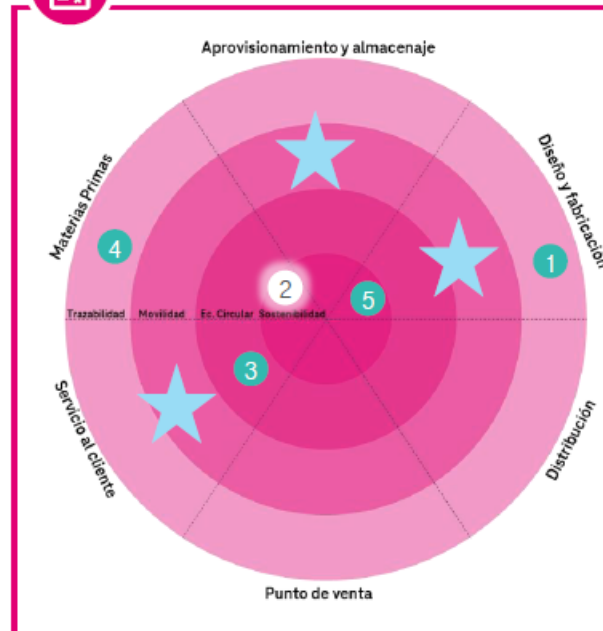 Aprovisionamiento y almacenaje
Materias Primas
Diseño y fabricación
4
1
2
5
Trazabilidad Movilidad Ec. Circular Sostenibilidad
3
Servicio al cliente
Distribución
Punto de venta